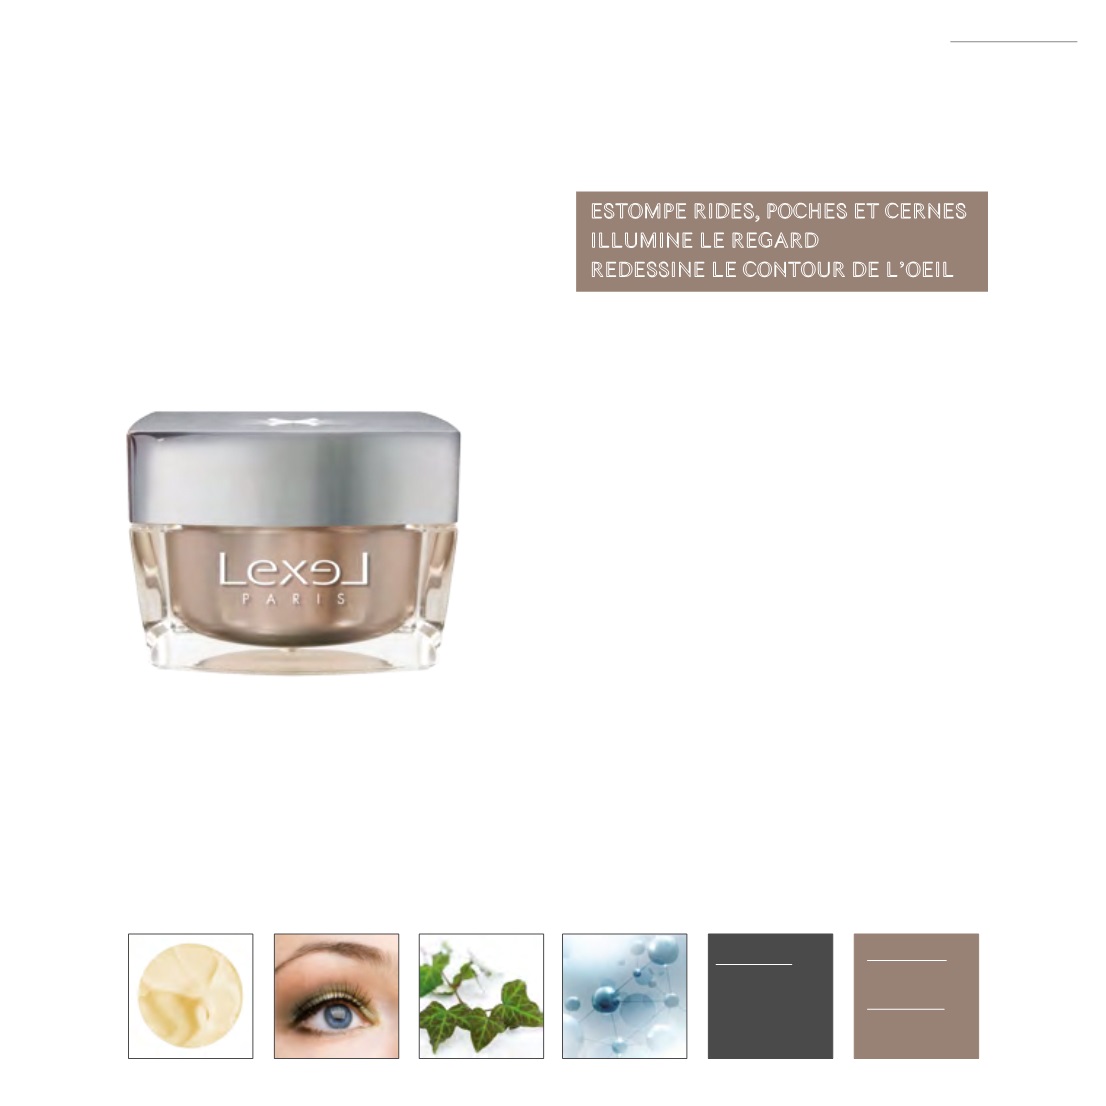 ESTOMPE RIDES, POCHES ET CERNES
ILLUMINE LE REGARD
REDESSINE LE CONTOUR DE L’OEIL
LexeL
PARIS